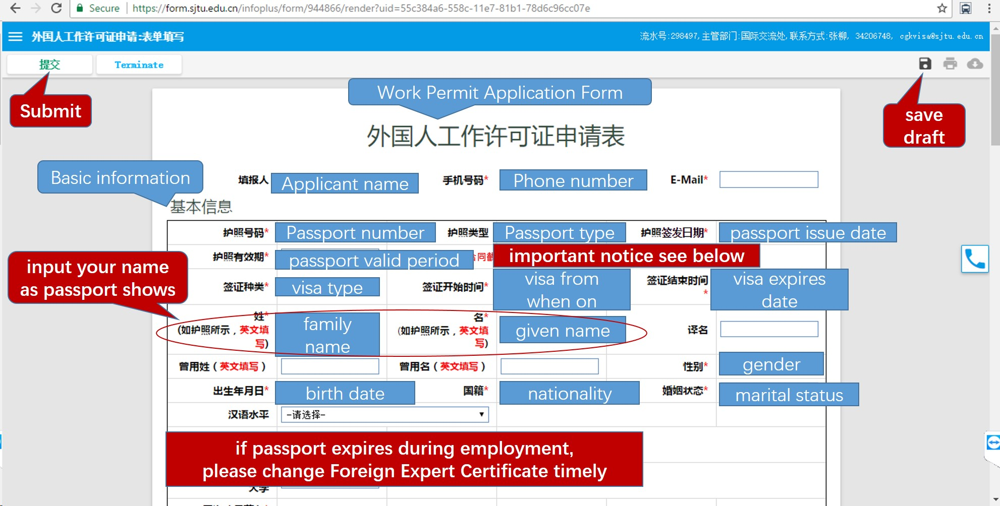 Secure https://form.sjtu.edu.cn/infoplus/form/944866/render?uid=55c384a6-558c-11e7-81b1-78d6c96cc07e
外国人工作许可证申请:表单填写
流水号:298497,主管部门:国际交流处,联系方式:张柳, 34206748, cgkvisa@sjtu.edu.cn
提交
Terminate
Submit
save
draft
Work Permit Application Form
外国人工作许可证申请表
Basic information
填报人 Applicant name 手机号码* Phone number E-Mail*
基本信息
护照号码* Passport number 护照类型 Passport type 护照签发日期* passport issue date
护照有效期* passport valid period 同 important notice see below
input your name
as passport shows
签证种类* visa type 签证开始时间* visa from
when on
签证结束时间
*
visa expires
date
姓*
(如护照所示，英文填
写)
family
name
名*
(如护照所示，英文填
写)
given name
译名
曾用姓（英文填写） 曾用名（英文填写） 性别* gender
出生年月日* birth date 国籍* nationality 婚姻状态* marital status
汉语水平 -请选择-
if passport expires during employment,
please change Foreign Expert Certificate timely
大学